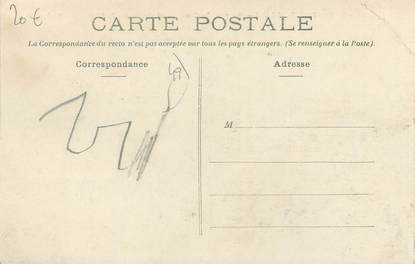 20 €
CARTE POSTALE
La Correspondance du recto n'est pas acceptée par tous les pays étrangers. (Se renseigner à la Poste).
Correspondance
Adresse
M